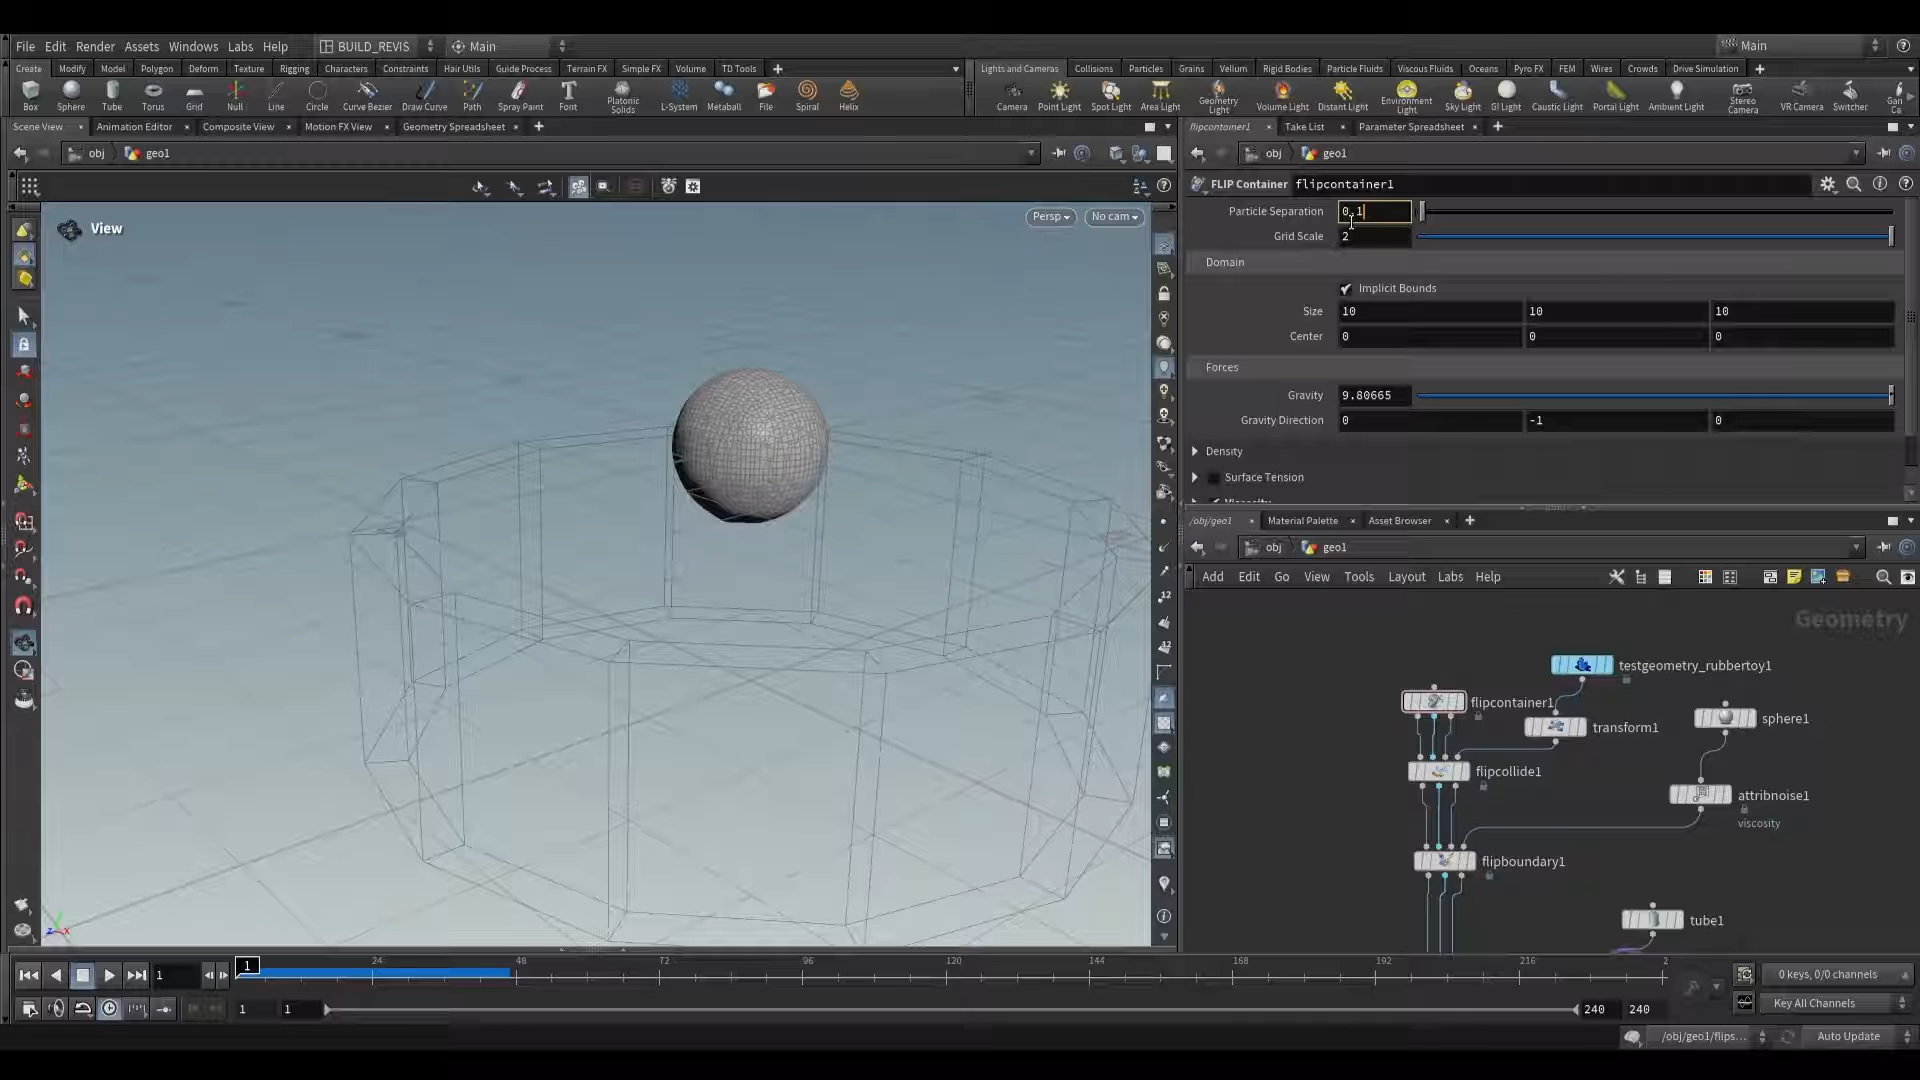 File Edit Render Assets Windows Labs Help BUILD_REVIS Main Main
Create Modify Model Polygon Deform Texture Rigging Characters Constraints Hair Utils Guide Process Terrain FX Simple FX Volume TD Tools
Lights and Cameras Collisions Particles Grains Vellum Rigid Bodies Particle Fluids Viscous Fluids Oceans Pyro FX FEM Wires Crowds Drive Simulation
Box Sphere Tube Torus Grid Null Line Circle Curve Bezier Draw Curve Path Spray Paint Font Platonic Solids L-System Metaball File Spiral Helix
Camera Point Light Spot Light Area Light Geometry Light Volume Light Distant Light Environment Light Sky Light GI Light Caustic Light Portal Light Ambient Light Stereo Camera VR Camera Switcher Gan Ca
Scene View Animation Editor Composite View Motion FX View Geometry Spreadsheet
flipcontainer1 Take List Parameter Spreadsheet
obj geo1
obj geo1
FLIP Container flipcontainer1
View
Persp No cam
Particle Separation 0.1
Grid Scale 2
Domain
Implicit Bounds
Size 10 10 10
Center 0 0 0
Forces
Gravity 9.80665
Gravity Direction 0 -1 0
Density
Surface Tension
Viscosity
/obj/geo1 Material Palette Asset Browser
obj geo1
Add Edit Go View Tools Layout Labs Help
Geometry
testgeometry_rubbertoy1
flipcontainer1
transform1
sphere1
flipcollide1
attribnoise1
viscosity
flipboundary1
tube1
z x
12
12
1 1 24 48 72 96 120 144 168 192 216 2
0 keys, 0/0 channels
1 1 240 240
Key All Channels
/obj/geo1/flips...
Auto Update